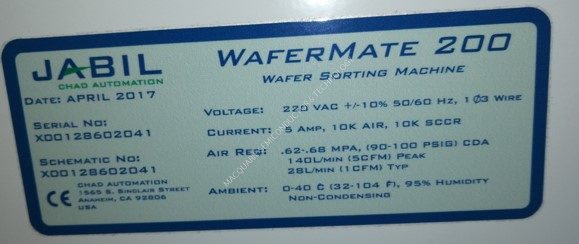 JABIL
CHAD AUTOMATION
DATE: APRIL 2017
SERIAL NO:
X00128602041
SCHEMATIC NO:
X00128602041
CE
CHAD AUTOMATION
1565 S. SINCLAIR STREET
ANAHEIM, CA 92806
USA
WAFERMATE 200
WAFER SORTING MACHINE
VOLTAGE: 220 VAC +/-10% 50/60 HZ, 1Ø3 WIRE
CURRENT: 5 AMP, 10K AIR, 10K SCCR
AIR REQ: .62-.68 MPA, (90-100 PSIG) CDA
140L/MIN (5CFM) PEAK
28L/MIN (1CFM) TYP
AMBIENT: 0-40 C (32-104 F), 95% HUMIDITY
NON-CONDENSING